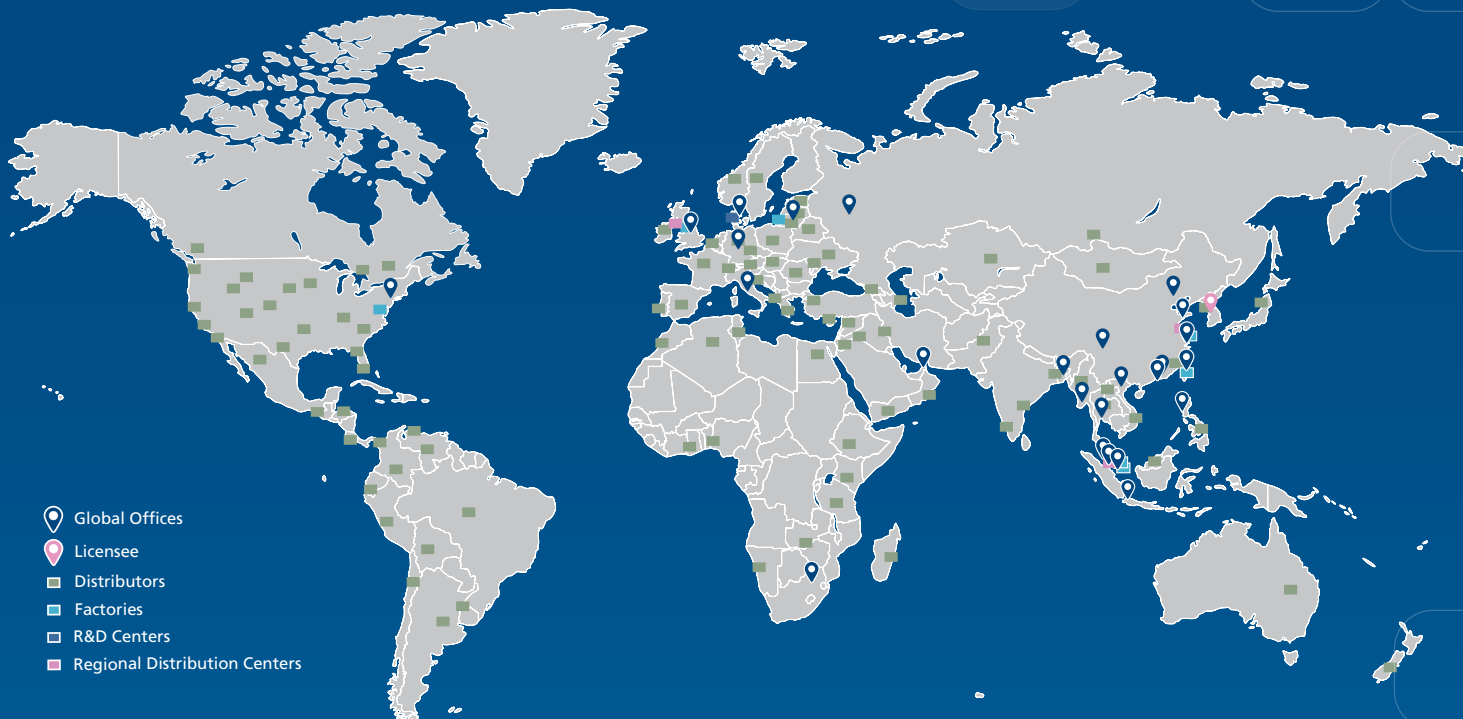 Global Offices
Licensee
Distributors
Factories
R&D Centers
Regional Distribution Centers